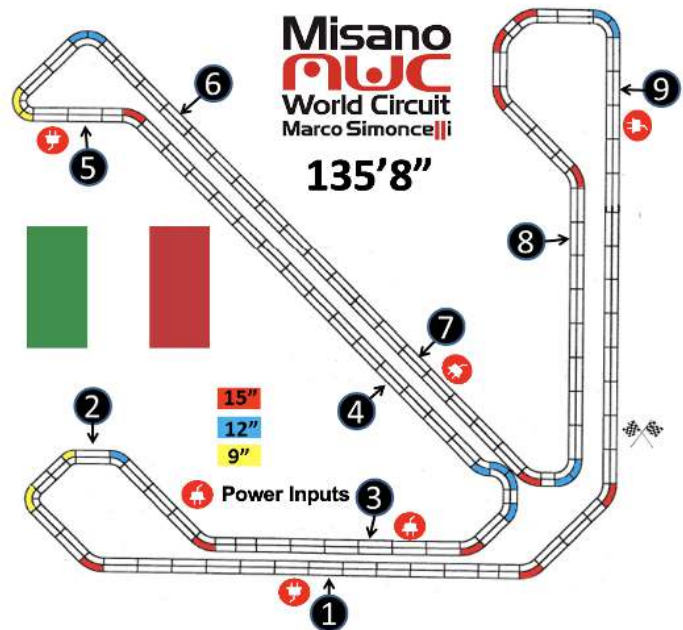 Misano
MWC
World Circuit
Marco Simoncelli
135'8"
6
9
5
8
7
4
2
15"
12"
9"
Power Inputs
3
1